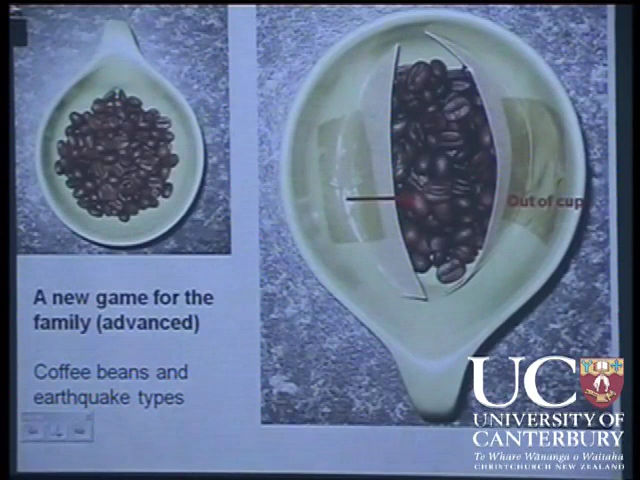 A new game for the
family (advanced)
Coffee beans and
earthquake types
Out of cup
UC
UNIVERSITY OF
CANTERBURY
Te Whare Wānanga o Waitaha
CHRISTCHURCH NEW ZEALAND